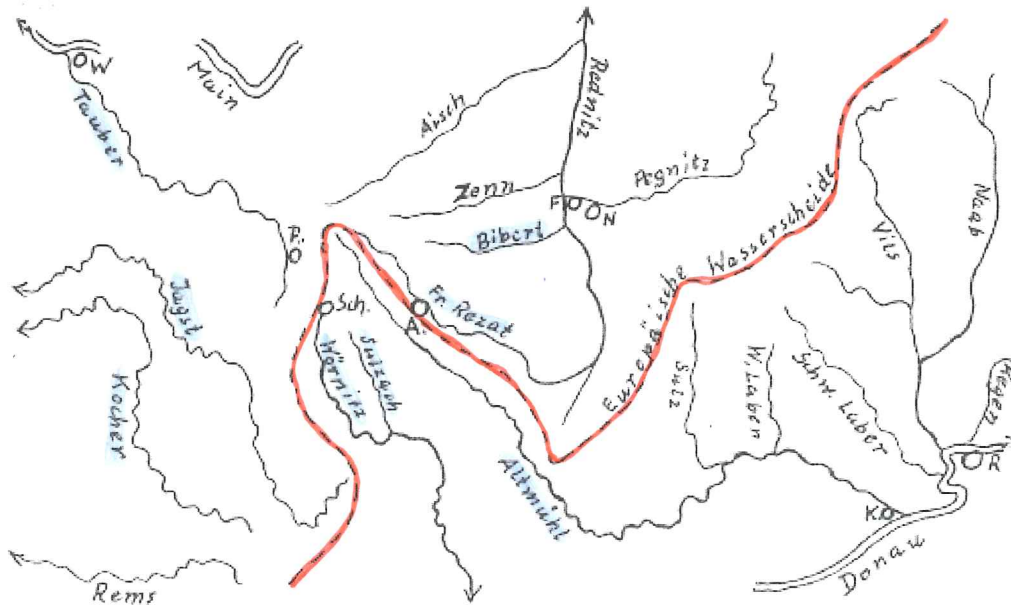 W
Main
Tauber
Aisch
Rednitz
Zenn
Pegnitz
F
N
Bibert
R.
Europäische Wasserscheide
Vils
Naab
Jagst
Sch.
A.
Fr. Rezat
Wörnitz
Sulzach
Kocher
Altmühl
Sulz
W. Laber
Schw. Laber
Regen
R
K.
Donau
Rems